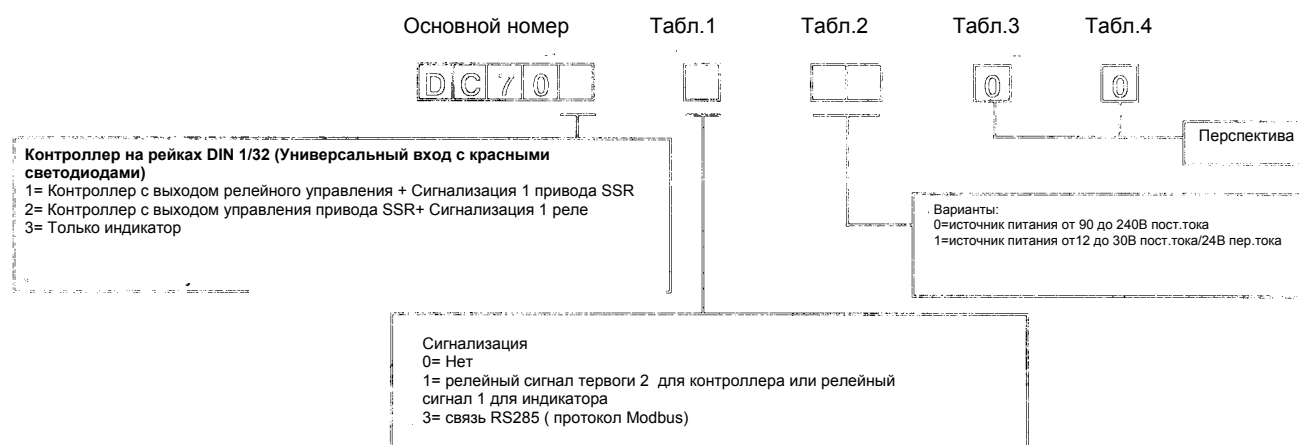 Основной номер Табл.1 Табл.2 Табл.3 Табл.4
DC70 0 0
Перспектива
Контроллер на рейках DIN 1/32 (Универсальный вход с красными
светодиодами)
1= Контроллер с выходом релейного управления + Сигнализация 1 привода SSR
2= Контроллер с выходом управления привода SSR+ Сигнализация 1 реле
3= Только индикатор
Варианты:
0=источник питания от 90 до 240В пост.тока
1=источник питания от12 до 30В пост.тока/24В пер.тока
Сигнализация
0= Нет
1= релейный сигнал тервоги 2 для контроллера или релейный
сигнал 1 для индикатора
3= связь RS285 ( протокол Modbus)